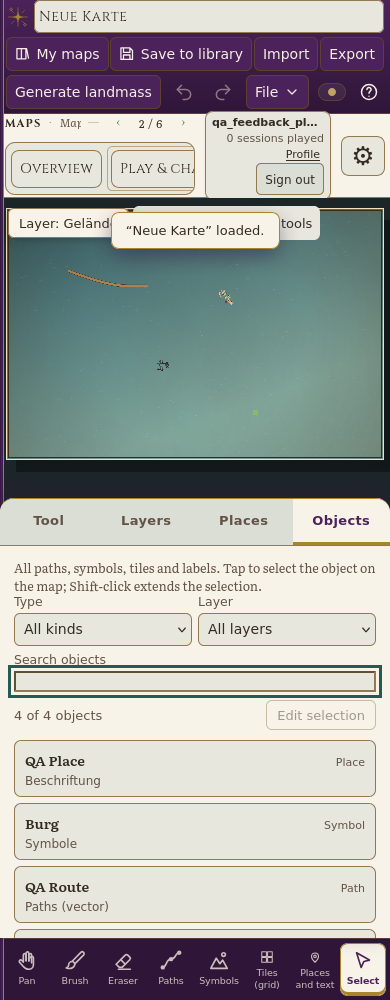 Neue Karte
My maps
Save to library
Import
Export
Generate landmass
File
MAPS · Map —
2 / 6
qa_feedback_pl…
0 sessions played
Profile
Sign out
Overview
Play & cha
Layer: Gelände
tools
“Neue Karte” loaded.
Tool
Layers
Places
Objects
All paths, symbols, tiles and labels. Tap to select the object on
the map; Shift-click extends the selection.
Type
Layer
All kinds
All layers
Search objects
4 of 4 objects
Edit selection
QA Place
Place
Beschriftung
Burg
Symbol
Symbole
QA Route
Path
Paths (vector)
Pan
Brush
Eraser
Paths
Symbols
Tiles
(grid)
Places
and text
Select